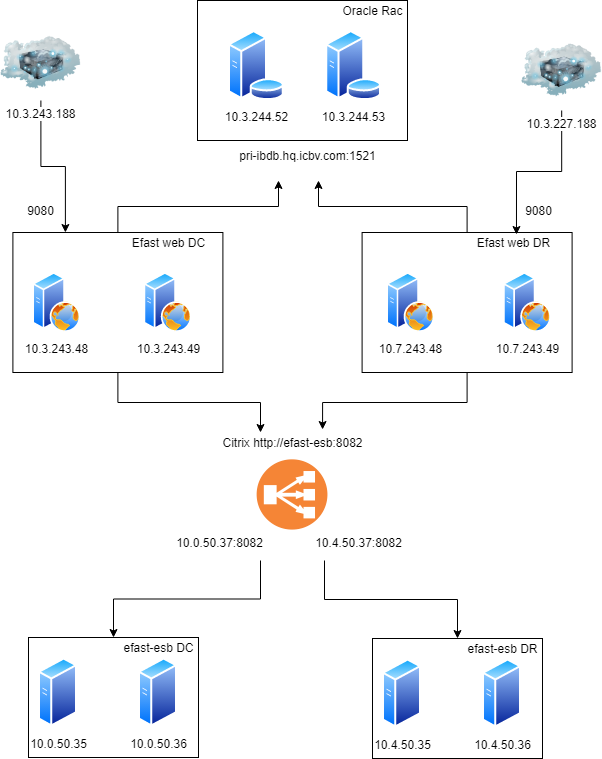 Oracle Rac
10.3.244.52
10.3.244.53
pri-ibdb.hq.icbv.com:1521
10.3.243.188
10.3.227.188
9080
9080
Efast web DC
10.3.243.48
10.3.243.49
Efast web DR
10.7.243.48
10.7.243.49
Citrix http://efast-esb:8082
10.0.50.37:8082
10.4.50.37:8082
efast-esb DC
10.0.50.35
10.0.50.36
efast-esb DR
10.4.50.35
10.4.50.36